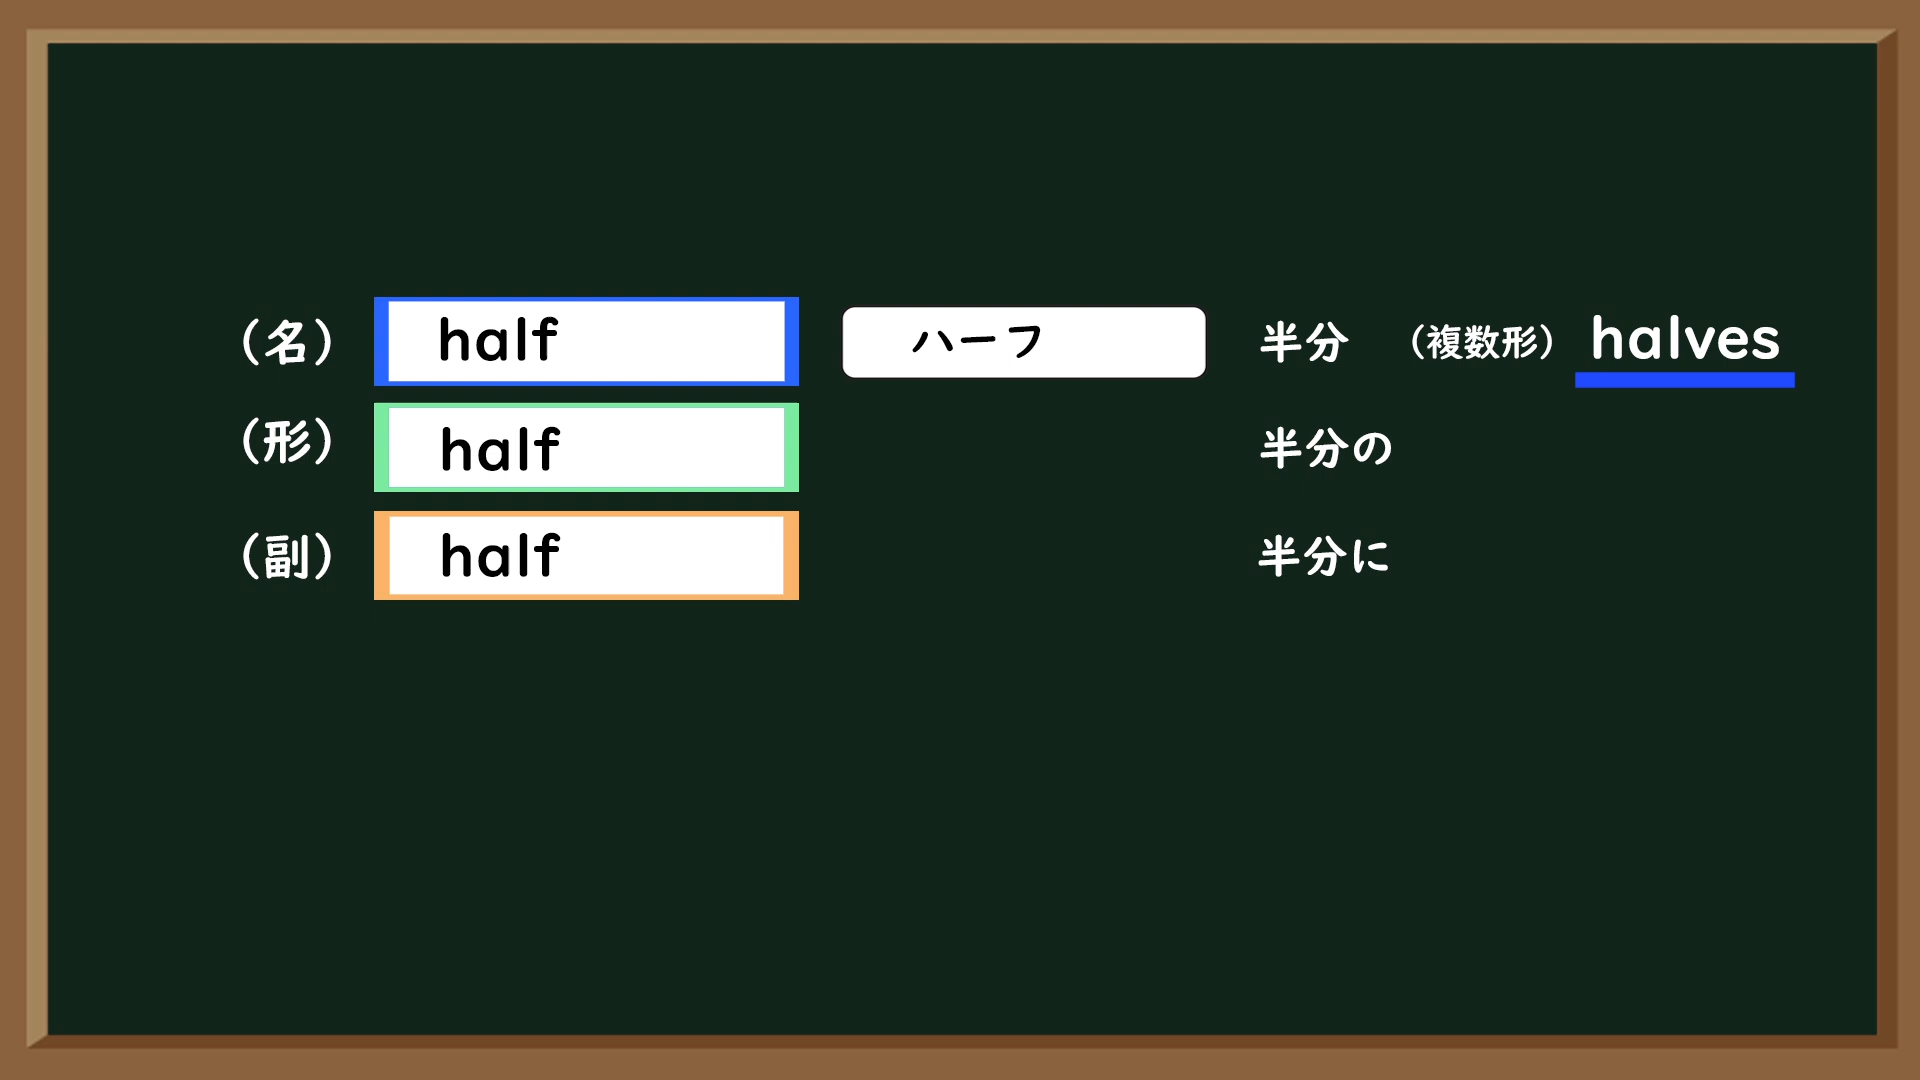 （名） half ハーフ 半分 （複数形） halves
（形） half 半分の
（副） half 半分に